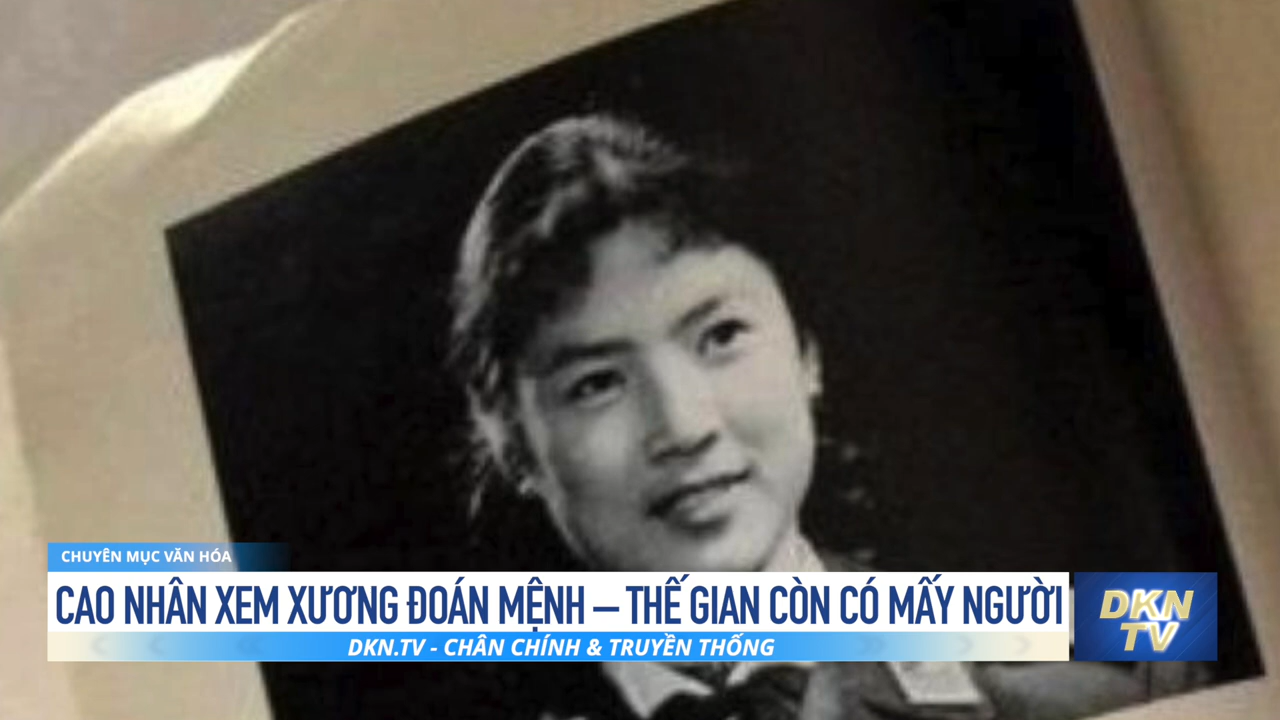 CHUYÊN MỤC VĂN HÓA
CAO NHÂN XEM XƯƠNG ĐOÁN MỆNH – THẾ GIAN CÒN CÓ MẤY NGƯỜI
DKN.TV - CHÂN CHÍNH & TRUYỀN THỐNG
DKN
TV